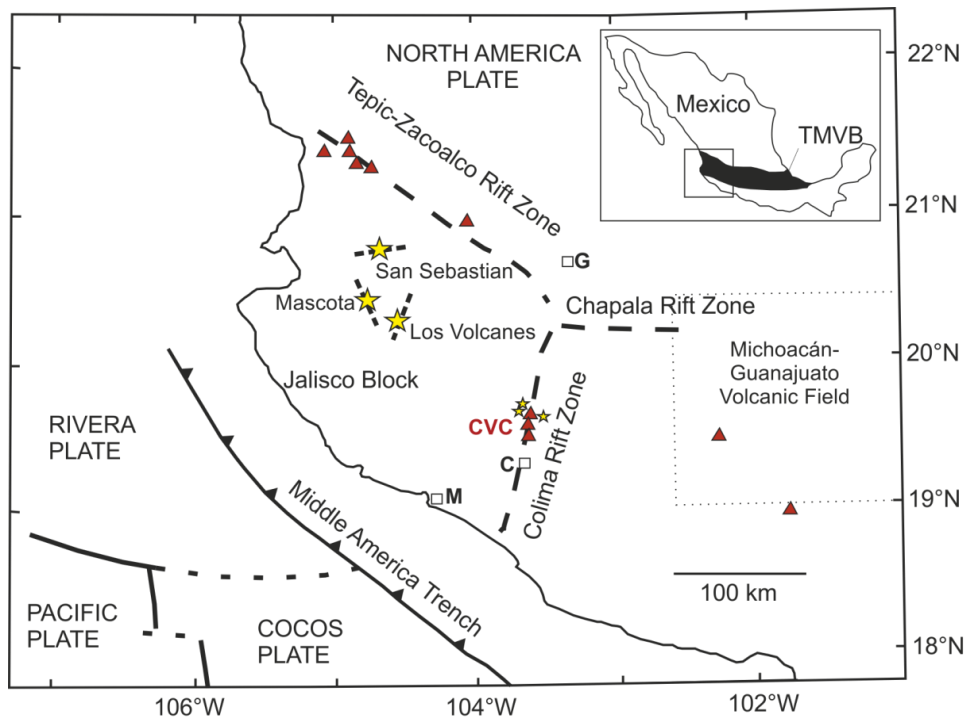 NORTH AMERICA
PLATE
22°N
Mexico
TMVB
Tepic-Zacoalco Rift Zone
21°N
G
San Sebastian
Mascota
Los Volcanes
Chapala Rift Zone
20°N
Michoacán-
Guanajuato
Volcanic Field
Jalisco Block
RIVERA
PLATE
CVC
Colima Rift Zone
C
M
19°N
Middle America Trench
100 km
PACIFIC
PLATE
COCOS
PLATE
18°N
106°W
104°W
102°W